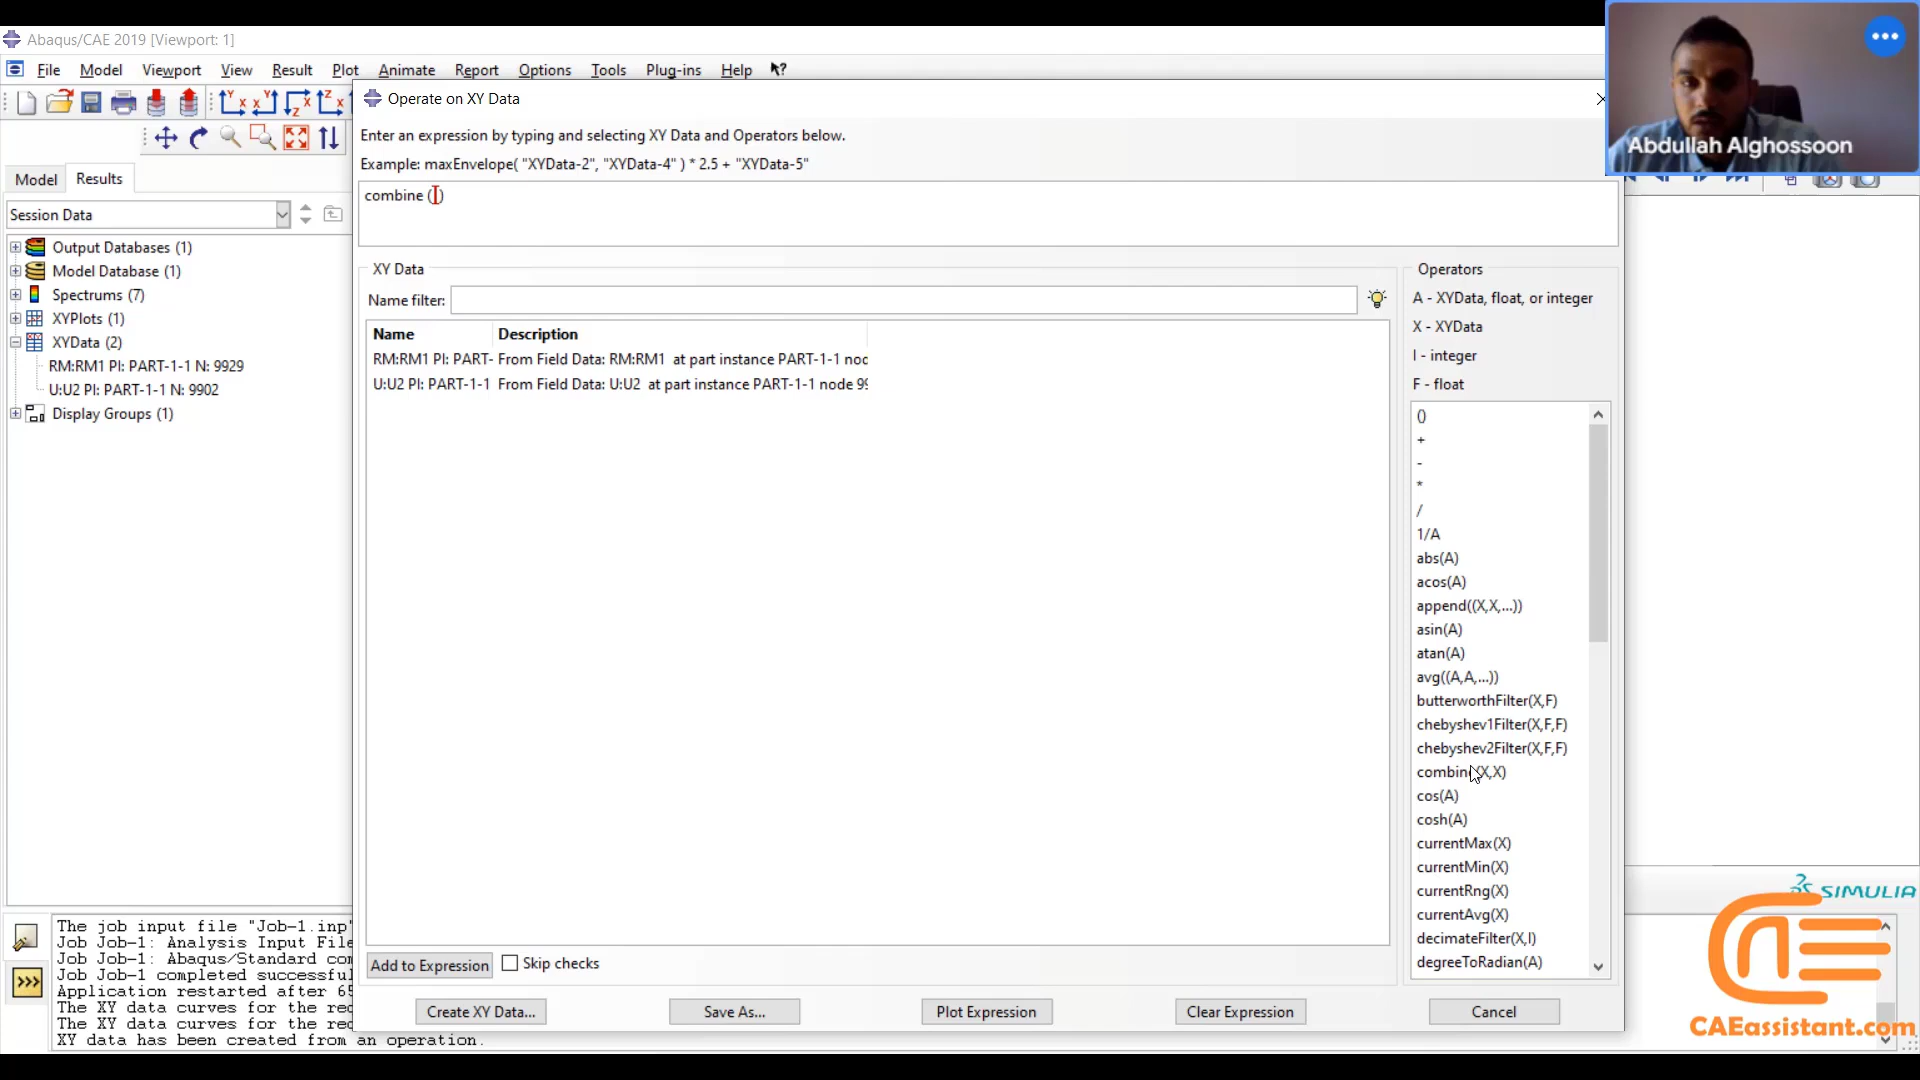 Abaqus/CAE 2019 [Viewport: 1]
File Model Viewport View Result Plot Animate Report Options Tools Plug-ins Help
Operate on XY Data
Enter an expression by typing and selecting XY Data and Operators below.
Example: maxEnvelope( "XYData-2", "XYData-4" ) * 2.5 + "XYData-5"
Abdullah Alghossoon
Model Results
combine ()
Session Data
Output Databases (1)
Model Database (1)
Spectrums (7)
XYPlots (1)
XYData (2)
RM:RM1 PI: PART-1-1 N: 9929
U:U2 PI: PART-1-1 N: 9902
Display Groups (1)
XY Data
Name filter:
Name Description
RM:RM1 PI: PART- From Field Data: RM:RM1 at part instance PART-1-1 nod
U:U2 PI: PART-1-1 From Field Data: U:U2 at part instance PART-1-1 node 99
Operators
A - XYData, float, or integer
X - XYData
I - integer
F - float
()
+
-
*
/
1/A
abs(A)
acos(A)
append((X,X,...))
asin(A)
atan(A)
avg((A,A,...))
butterworthFilter(X,F)
chebyshev1Filter(X,F,F)
chebyshev2Filter(X,F,F)
combine(X,X)
cos(A)
cosh(A)
currentMax(X)
currentMin(X)
currentRng(X)
currentAvg(X)
decimateFilter(X,I)
degreeToRadian(A)
Add to Expression Skip checks
Create XY Data... Save As... Plot Expression Clear Expression Cancel
The job input file "Job-1.inp"
Job Job-1: Analysis Input File
Job Job-1: Abaqus/Standard com
Job Job-1 completed successful
Application restarted after 65
The XY data curves for the req
The XY data curves for the req
XY data has been created from an operation.
SIMULIA
CAEassistant.com